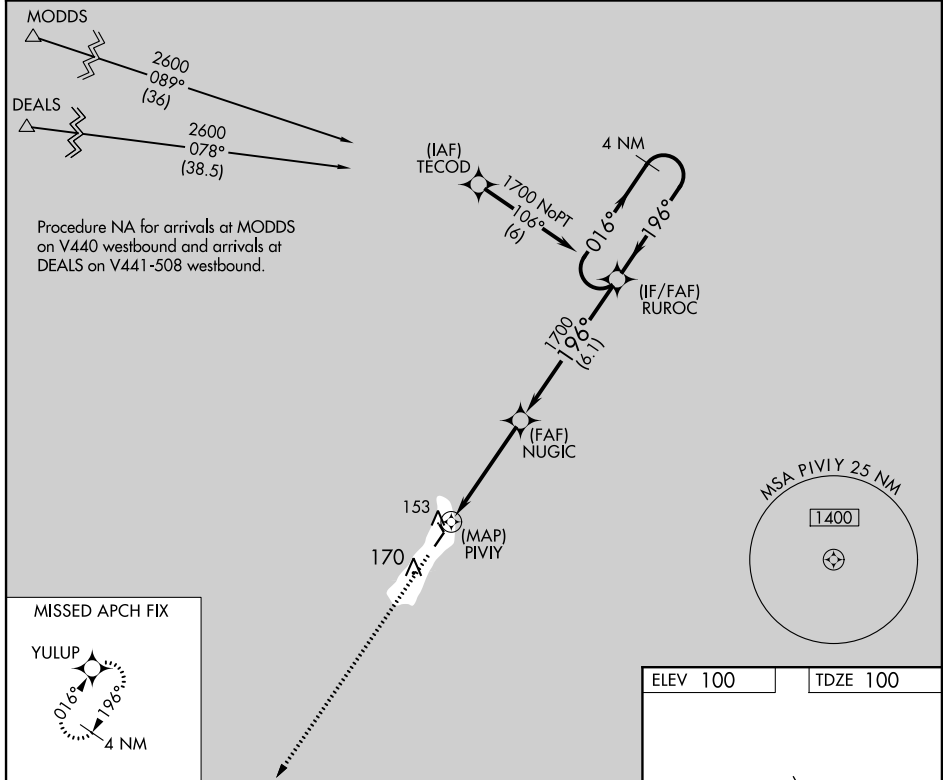 MODDS
2600
089°
(36)
DEALS
2600
078°
(38.5)
Procedure NA for arrivals at MODDS
on V440 westbound and arrivals at
DEALS on V441-508 westbound.
(IAF)
TECOD
1700 NoPT
106°
(6)
4 NM
016°
196°
(IF/FAF)
RUROC
1700
196°
(6.1)
(FAF)
NUGIC
153
(MAP)
PIVIY
170
MSA PIVIY 25 NM
1400
MISSED APCH FIX
YULUP
016°
196°
4 NM
ELEV 100
TDZE 100